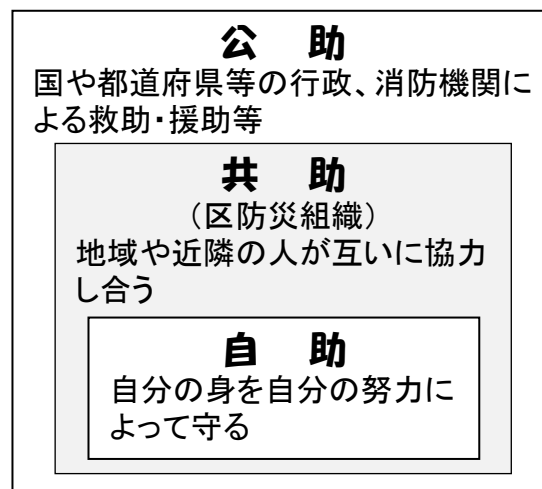 公　助
国や都道府県等の行政、消防機関に
よる救助・援助等
共　助
（区防災組織）
地域や近隣の人が互いに協力
し合う
自　助
自分の身を自分の努力に
よって守る